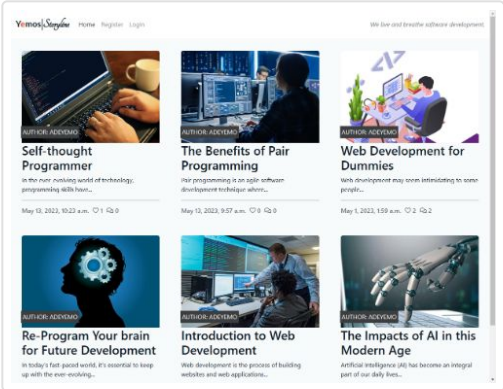 Yemos|Storyline Home Register Login
We live and breathe software development.
AUTHOR: ADEYEMO
Self-thought
Programmer
In the ever-evolving world of technology,
programming skills have...
May 13, 2023, 10:23 a.m. 1 0
AUTHOR: ADEYEMO
The Benefits of Pair
Programming
Pair programming is an agile software
development technique where...
May 13, 2023, 9:57 a.m. 0 0
AUTHOR: ADEYEMO
Web Development for
Dummies
Web development may seem intimidating to some
people...
May 1, 2023, 1:59 a.m. 2 2
AUTHOR: ADEYEMO
Re-Program Your brain
for Future Development
In today's fast-paced world, it's essential to keep
up with the ever-evolving...
AUTHOR: ADEYEMO
Introduction to Web
Development
Web development is the process of building
websites and web applications...
AUTHOR: ADEYEMO
The Impacts of AI in this
Modern Age
Artificial Intelligence (AI) has become an integral
part of our daily lives...